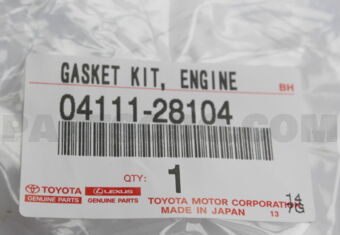 GASKET KIT, ENGINE BH
04111-28104
QTY: 1
TOYOTA GENUINE PARTS
LEXUS GENUINE PARTS
TOYOTA MOTOR CORPORATION
MADE IN JAPAN 13
14
7G